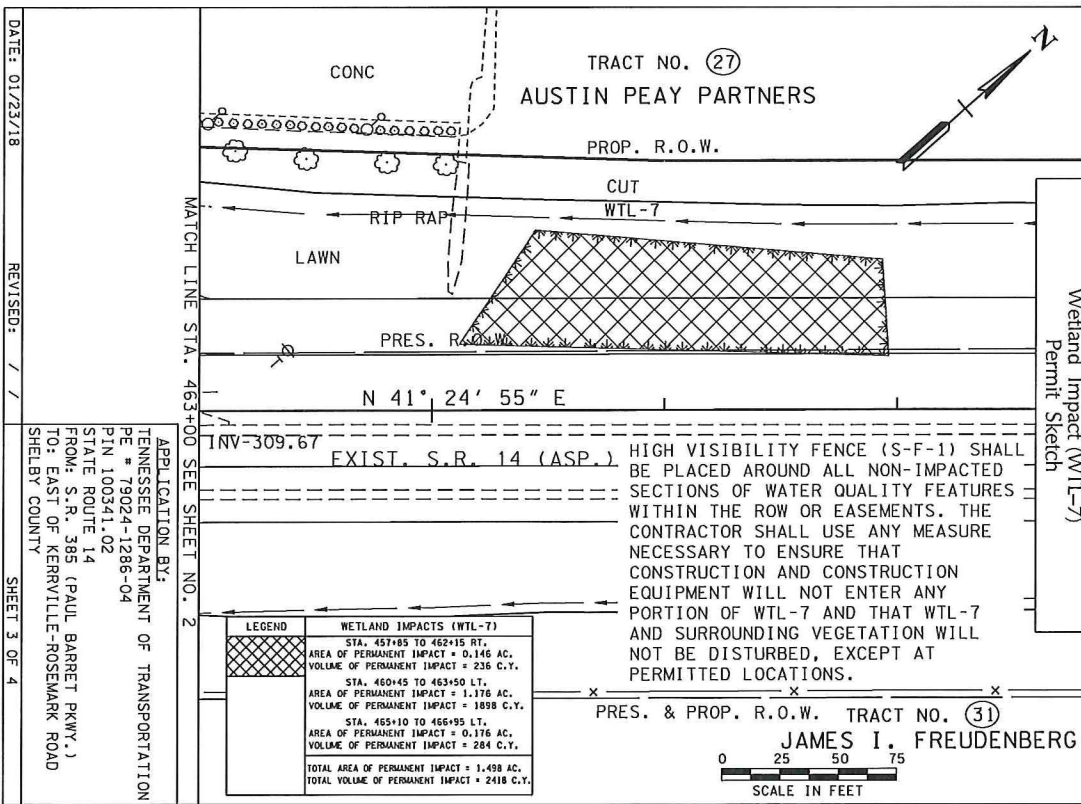 CONC
TRACT NO. 27
AUSTIN PEAY PARTNERS
N
PROP. R.O.W.
CUT
WTL-7
RIP RAP
LAWN
PRES. R.O.W.
N 41° 24' 55" E
INV-309.67
EXIST. S.R. 14 (ASP.)
MATCH LINE STA. 463+00 SEE SHEET NO. 2
HIGH VISIBILITY FENCE (S-F-1) SHALL
BE PLACED AROUND ALL NON-IMPACTED
SECTIONS OF WATER QUALITY FEATURES
WITHIN THE ROW OR EASEMENTS. THE
CONTRACTOR SHALL USE ANY MEASURE
NECESSARY TO ENSURE THAT
CONSTRUCTION AND CONSTRUCTION
EQUIPMENT WILL NOT ENTER ANY
PORTION OF WTL-7 AND THAT WTL-7
AND SURROUNDING VEGETATION WILL
NOT BE DISTURBED, EXCEPT AT
PERMITTED LOCATIONS.
PRES. & PROP. R.O.W.
TRACT NO. 31
JAMES I. FREUDENBERG
0 25 50 75
SCALE IN FEET
LEGEND
WETLAND IMPACTS (WTL-7)
STA. 457+85 TO 462+15 RT.
AREA OF PERMANENT IMPACT = 0.146 AC.
VOLUME OF PERMANENT IMPACT = 236 C.Y.
STA. 460+45 TO 463+50 LT.
AREA OF PERMANENT IMPACT = 1.176 AC.
VOLUME OF PERMANENT IMPACT = 1898 C.Y.
STA. 465+10 TO 466+95 LT.
AREA OF PERMANENT IMPACT = 0.176 AC.
VOLUME OF PERMANENT IMPACT = 284 C.Y.
TOTAL AREA OF PERMANENT IMPACT = 1.498 AC.
TOTAL VOLUME OF PERMANENT IMPACT = 2418 C.Y.
Wetland Impact (WTL-7)
Permit Sketch
DATE: 01/23/18
REVISED: / /
APPLICATION BY:
TENNESSEE DEPARTMENT OF TRANSPORTATION
PE # 79024-1286-04
PIN 100341.02
STATE ROUTE 14
FROM: S.R. 385 (PAUL BARRET PKWY.)
TO: EAST OF KERRVILLE-ROSEMARK ROAD
SHELBY COUNTY
SHEET 3 OF 4